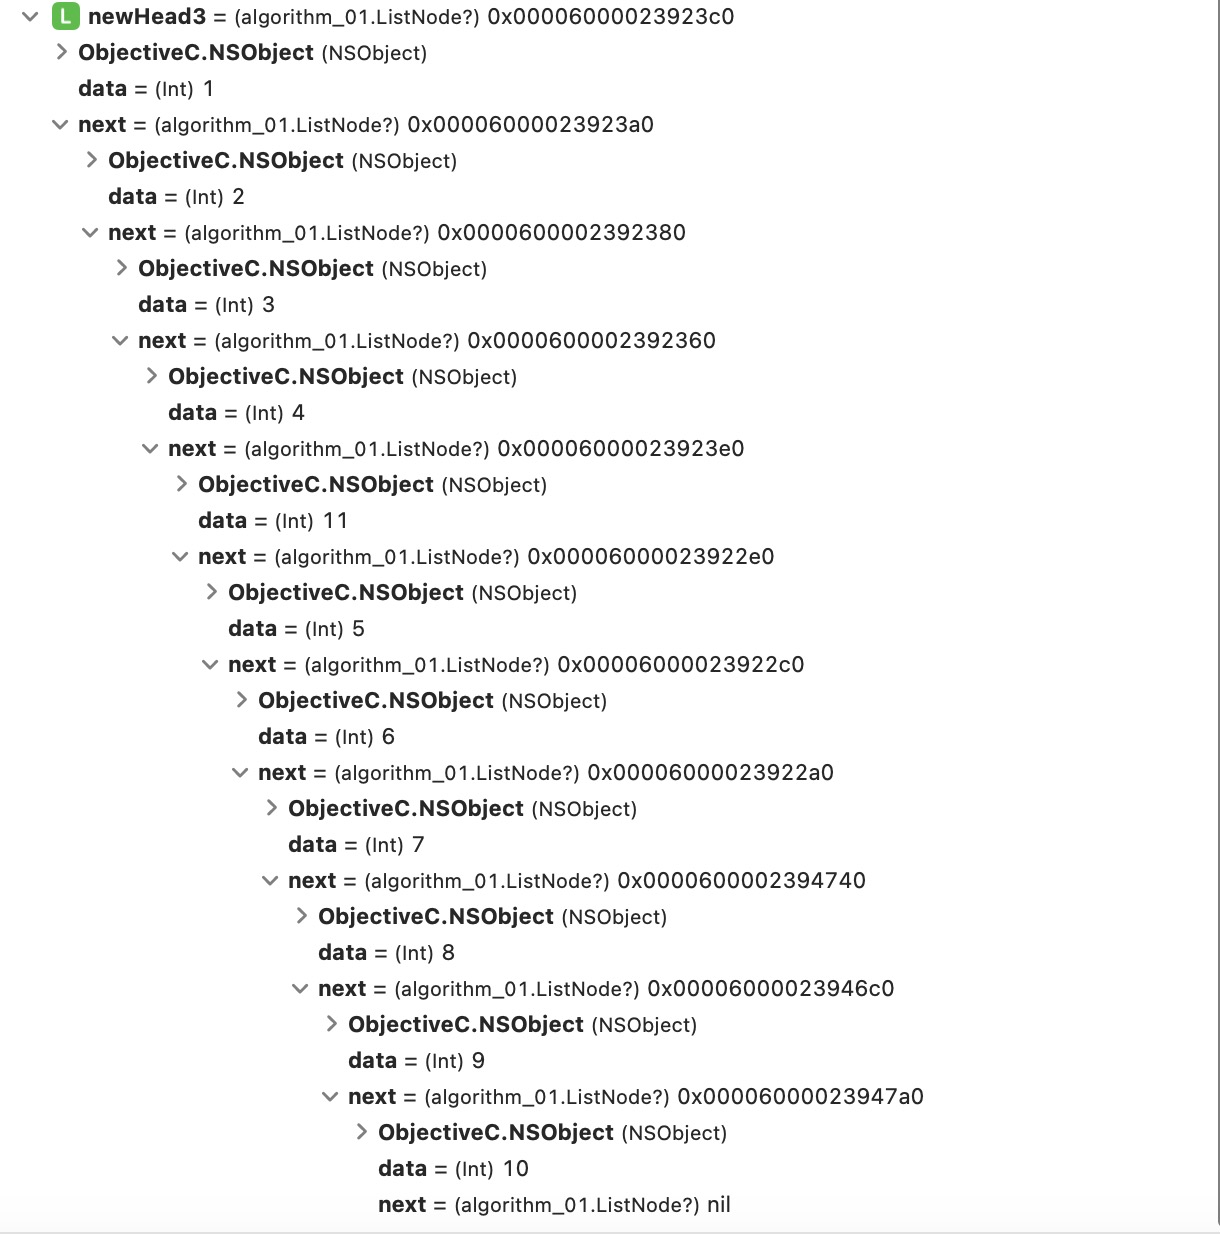 L newHead3 = (algorithm_01.ListNode?) 0x00006000023923c0
ObjectiveC.NSObject (NSObject)
data = (Int) 1
next = (algorithm_01.ListNode?) 0x00006000023923a0
ObjectiveC.NSObject (NSObject)
data = (Int) 2
next = (algorithm_01.ListNode?) 0x0000600002392380
ObjectiveC.NSObject (NSObject)
data = (Int) 3
next = (algorithm_01.ListNode?) 0x0000600002392360
ObjectiveC.NSObject (NSObject)
data = (Int) 4
next = (algorithm_01.ListNode?) 0x00006000023923e0
ObjectiveC.NSObject (NSObject)
data = (Int) 11
next = (algorithm_01.ListNode?) 0x00006000023922e0
ObjectiveC.NSObject (NSObject)
data = (Int) 5
next = (algorithm_01.ListNode?) 0x00006000023922c0
ObjectiveC.NSObject (NSObject)
data = (Int) 6
next = (algorithm_01.ListNode?) 0x00006000023922a0
ObjectiveC.NSObject (NSObject)
data = (Int) 7
next = (algorithm_01.ListNode?) 0x0000600002394740
ObjectiveC.NSObject (NSObject)
data = (Int) 8
next = (algorithm_01.ListNode?) 0x00006000023946c0
ObjectiveC.NSObject (NSObject)
data = (Int) 9
next = (algorithm_01.ListNode?) 0x00006000023947a0
ObjectiveC.NSObject (NSObject)
data = (Int) 10
next = (algorithm_01.ListNode?) nil